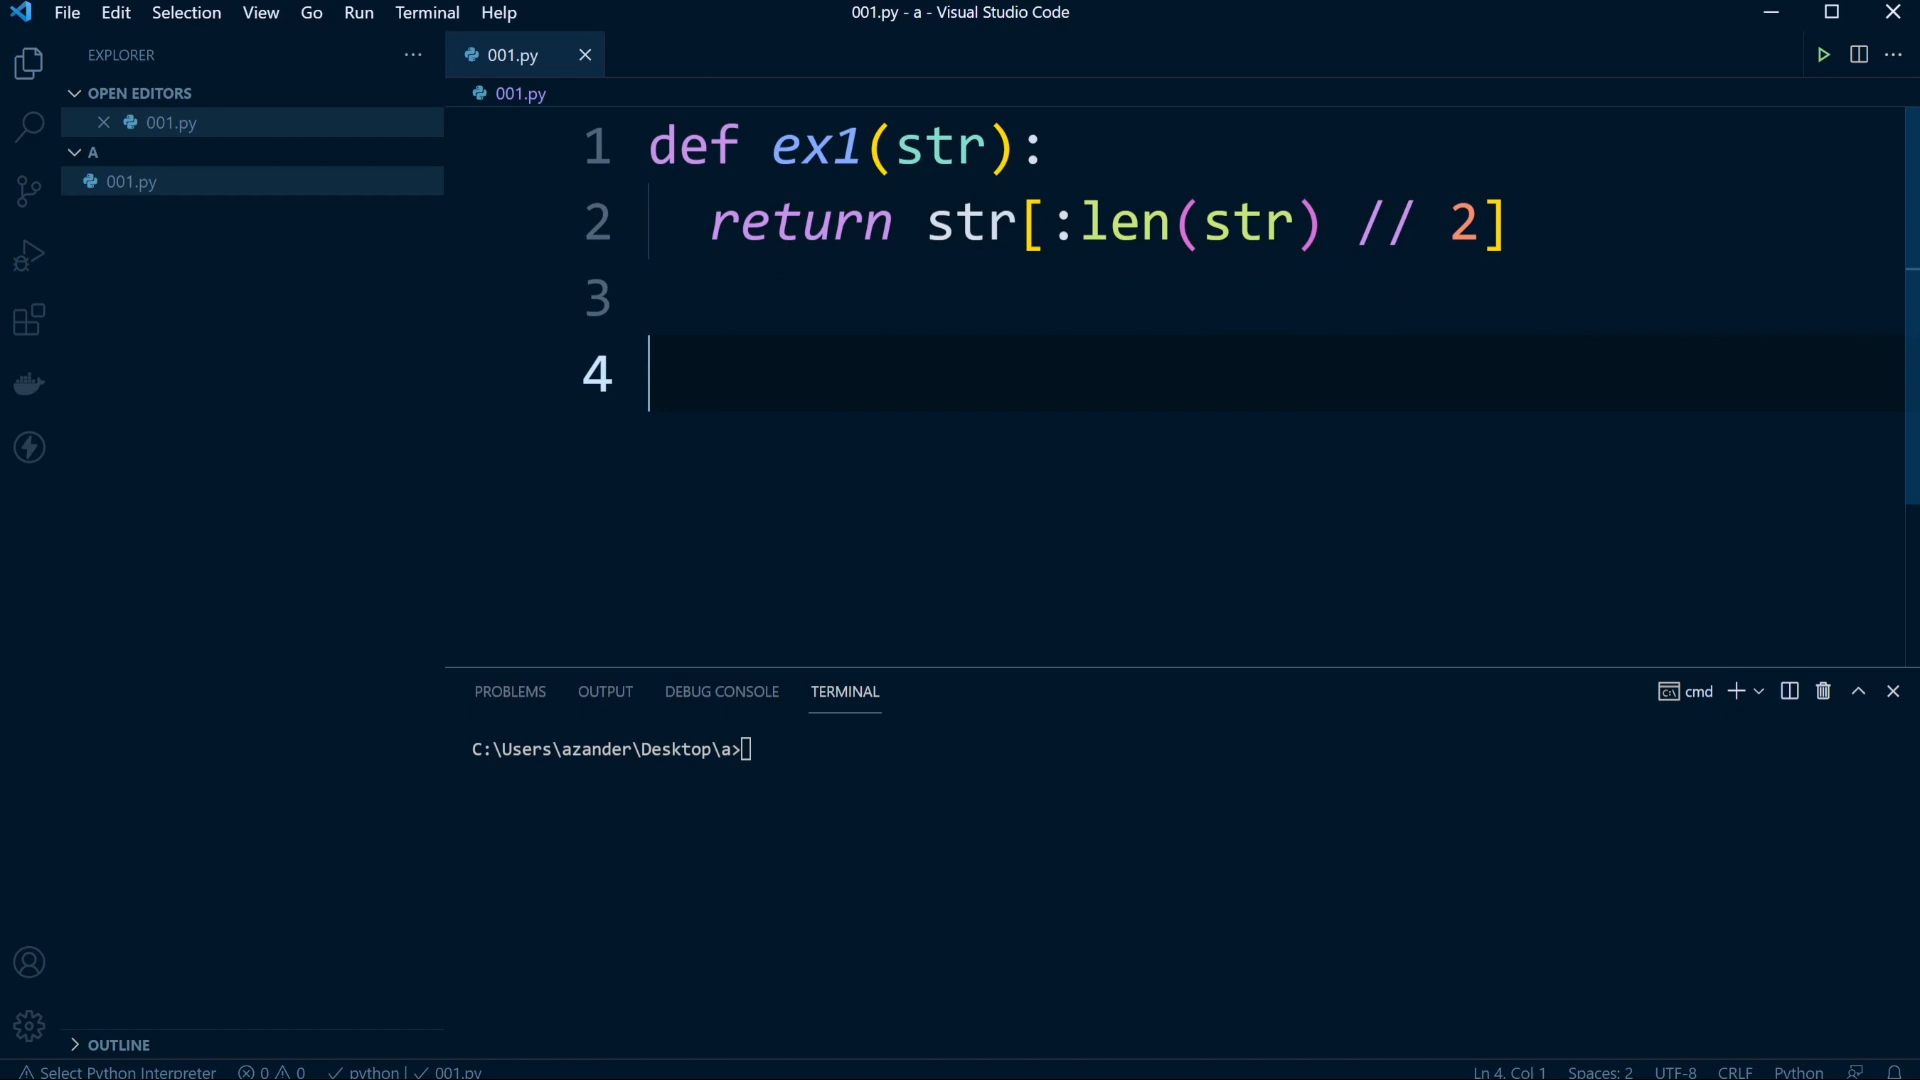 File Edit Selection View Go Run Terminal Help
001.py - a - Visual Studio Code
EXPLORER
001.py
OPEN EDITORS
001.py
001.py
A
001.py
1 def ex1(str):
2 return str[:len(str) // 2]
3
4
PROBLEMS OUTPUT DEBUG CONSOLE TERMINAL
cmd
C:\Users\azander\Desktop\a>
OUTLINE
Select Python Interpreter 0 0 python | 001.py
Ln 4, Col 1 Spaces: 2 UTF-8 CRLF Python